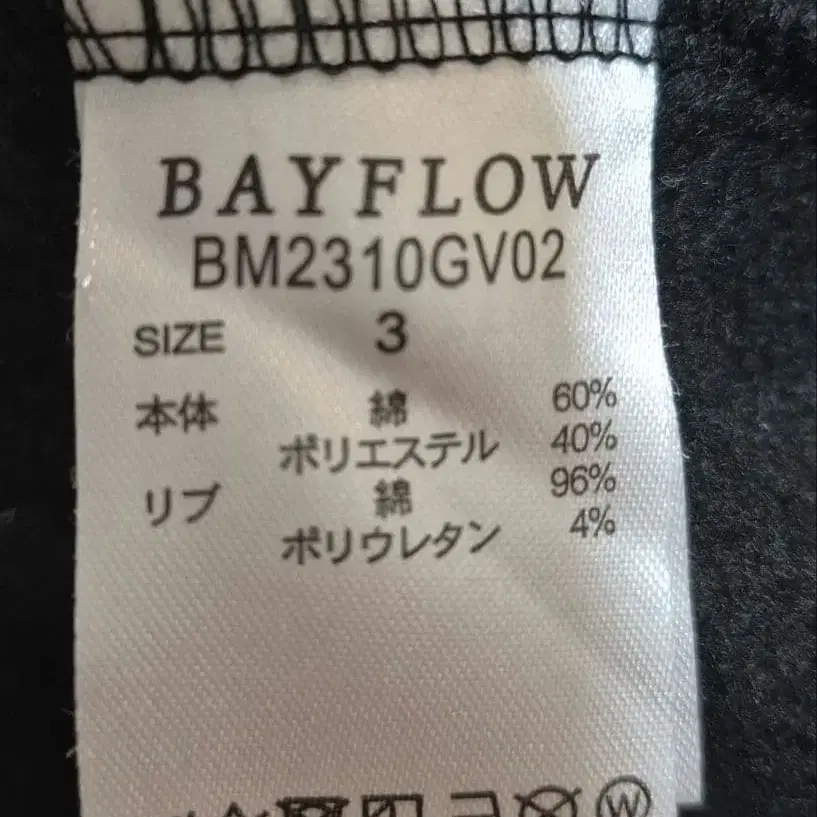 BAYFLOW
BM2310GV02
SIZE 3
本体 綿 60%
ポリエステル 40%
リブ 綿 96%
ポリウレタン 4%
W